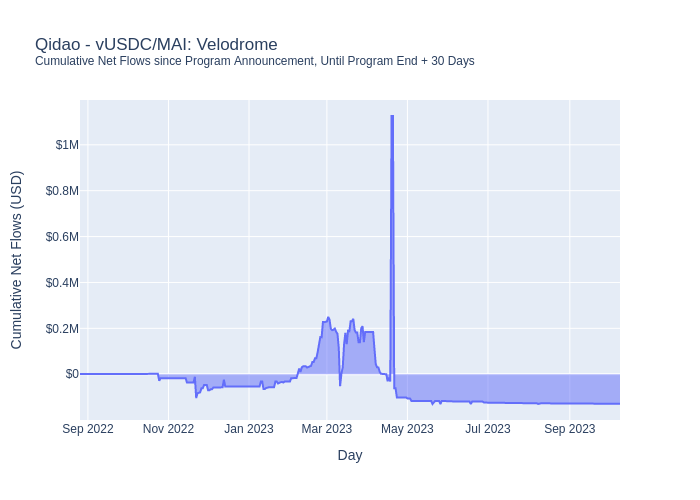 Qidao - vUSDC/MAI: Velodrome
Cumulative Net Flows since Program Announcement, Until Program End + 30 Days
Cumulative Net Flows (USD)
$1M
$0.8M
$0.6M
$0.4M
$0.2M
$0
Sep 2022
Nov 2022
Jan 2023
Mar 2023
May 2023
Jul 2023
Sep 2023
Day